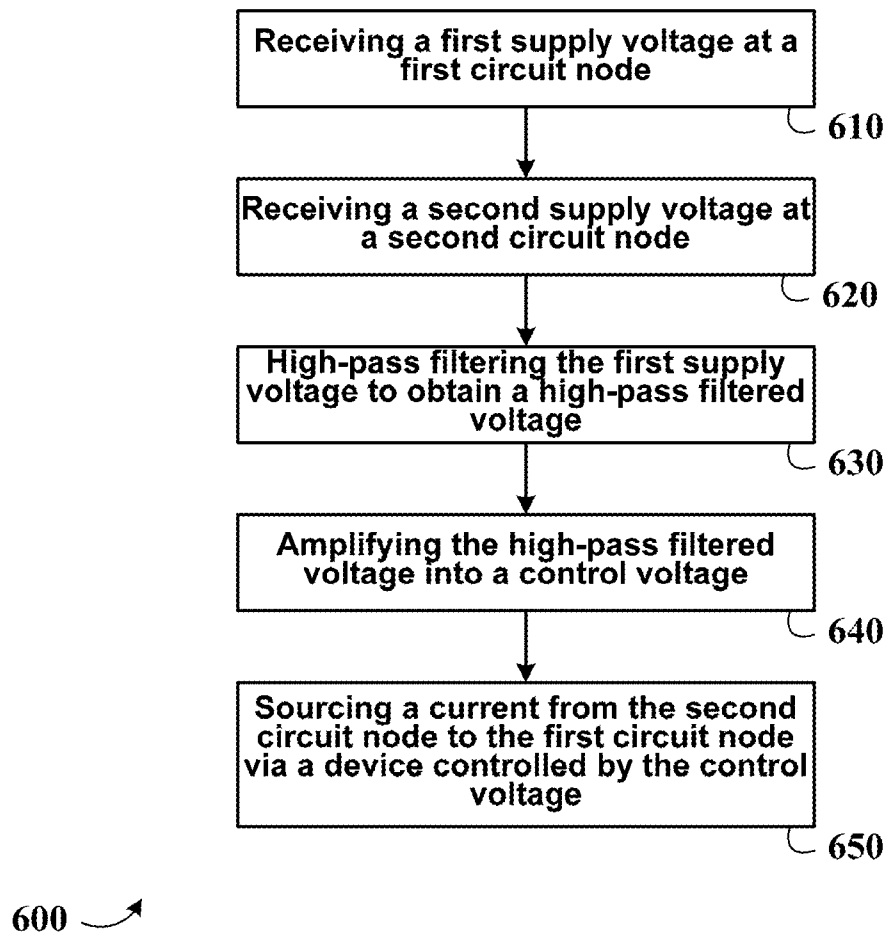 Receiving a first supply voltage at a
first circuit node
610
Receiving a second supply voltage at
a second circuit node
620
High-pass filtering the first supply
voltage to obtain a high-pass filtered
voltage
630
Amplifying the high-pass filtered
voltage into a control voltage
640
Sourcing a current from the second
circuit node to the first circuit node
via a device controlled by the control
voltage
650
600